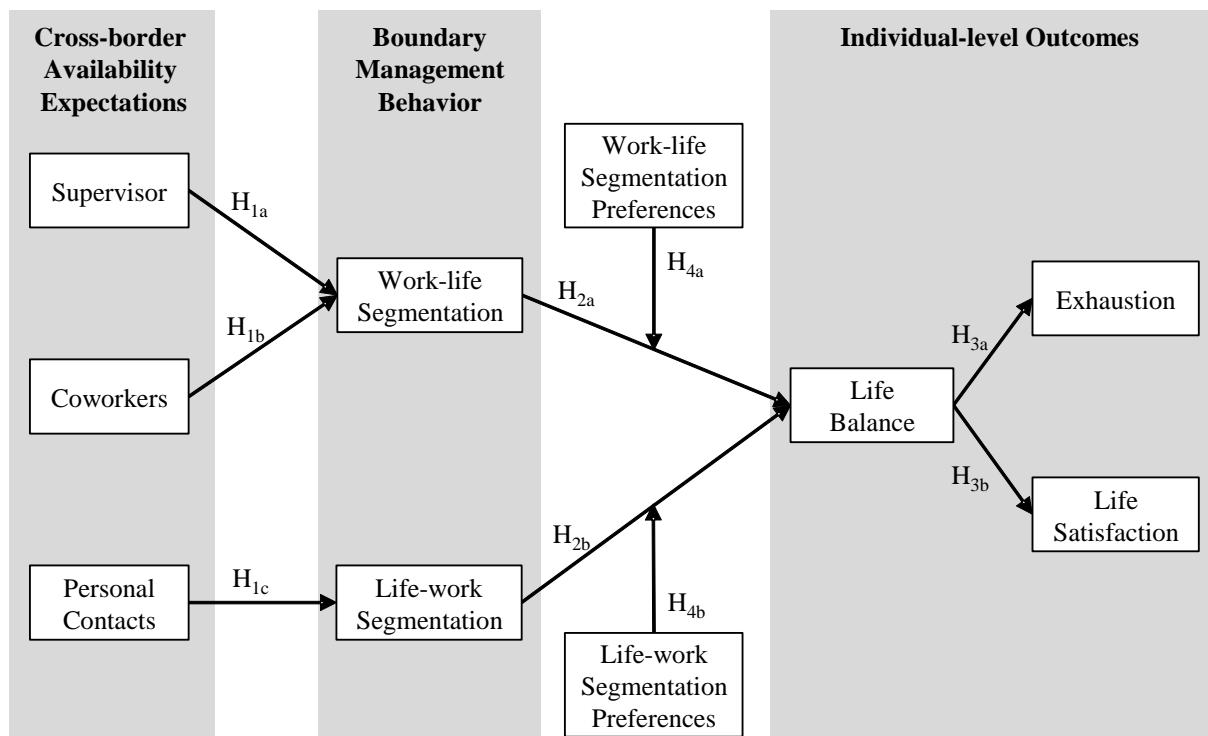 Cross-border
Availability
Expectations
Boundary
Management
Behavior
Individual-level Outcomes
Supervisor
Coworkers
Personal
Contacts
H1a
H1b
H1c
Work-life
Segmentation
Life-work
Segmentation
Work-life
Segmentation
Preferences
H4a
H2a
H2b
H4b
Life-work
Segmentation
Preferences
Life
Balance
H3a
H3b
Exhaustion
Life
Satisfaction